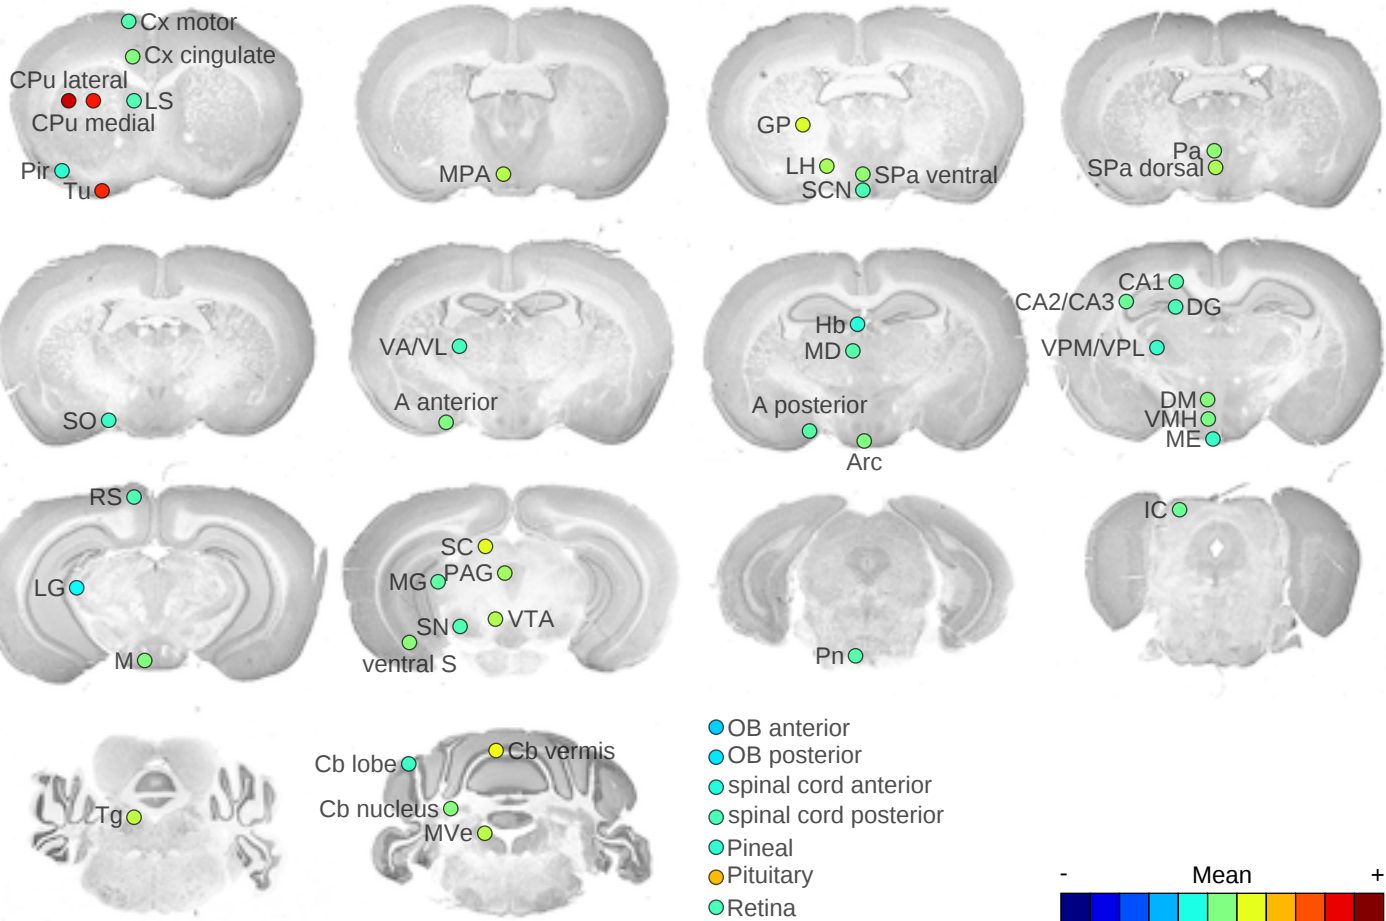 Cx motor
Cx cingulate
CPu lateral
LS
CPu medial
Pir
Tu
MPA
GP
LH
SPa ventral
SCN
Pa
SPa dorsal
SO
VA/VL
A anterior
Hb
MD
A posterior
Arc
CA1
CA2/CA3
DG
VPM/VPL
DM
VMH
ME
RS
LG
M
SC
MG
PAG
SN
VTA
ventral S
Pn
IC
Tg
Cb lobe
Cb vermis
Cb nucleus
MVe
OB anterior
OB posterior
spinal cord anterior
spinal cord posterior
Pineal
Pituitary
Retina
- Mean +